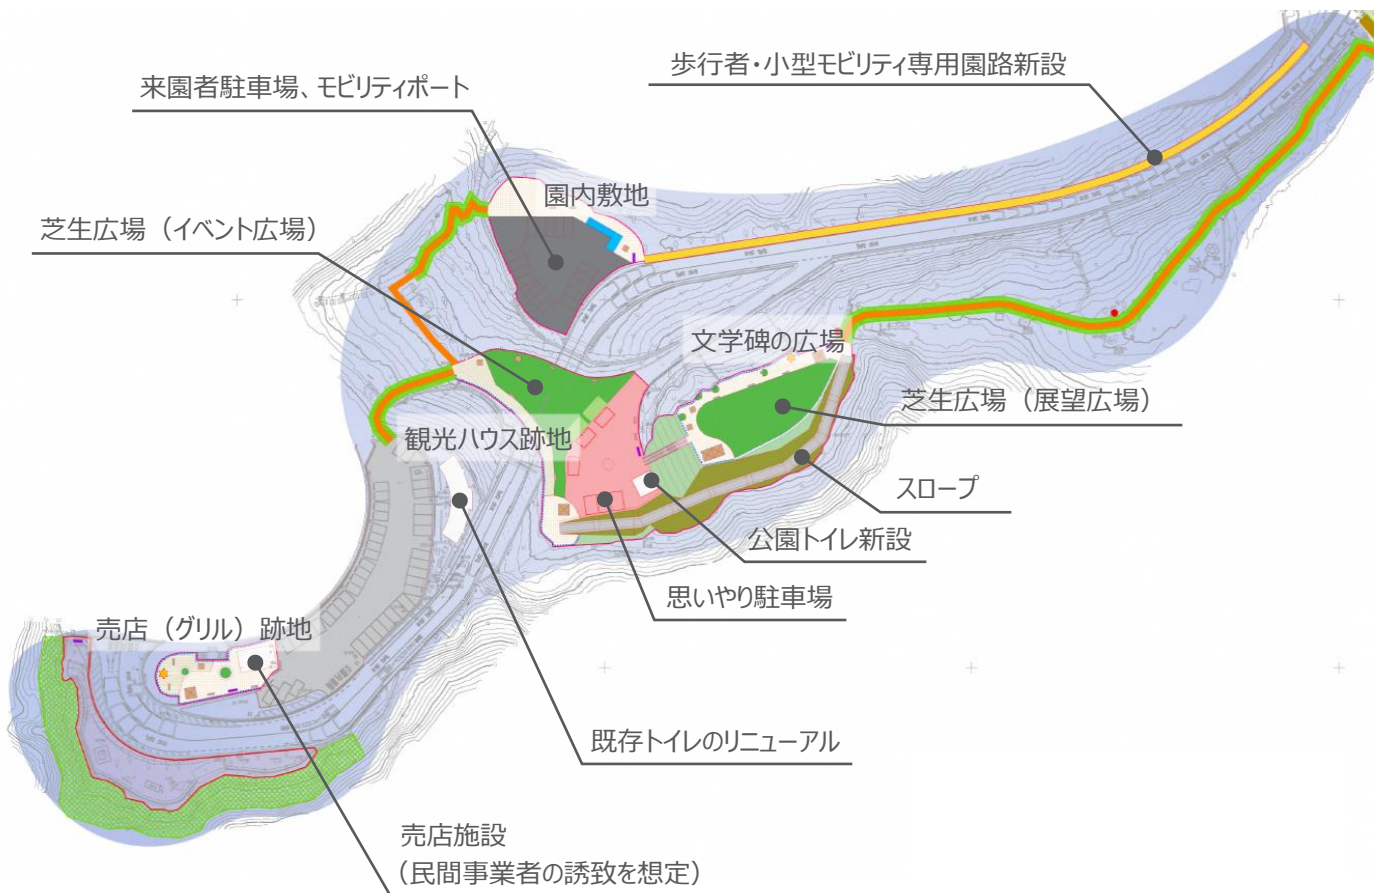 歩行者・小型モビリティ専用園路新設
来園者駐車場、モビリティポート
園内敷地
芝生広場（イベント広場）
文学碑の広場
芝生広場（展望広場）
観光ハウス跡地
スロープ
公園トイレ新設
思いやり駐車場
売店（グリル）跡地
既存トイレのリニューアル
売店施設
（民間事業者の誘致を想定）